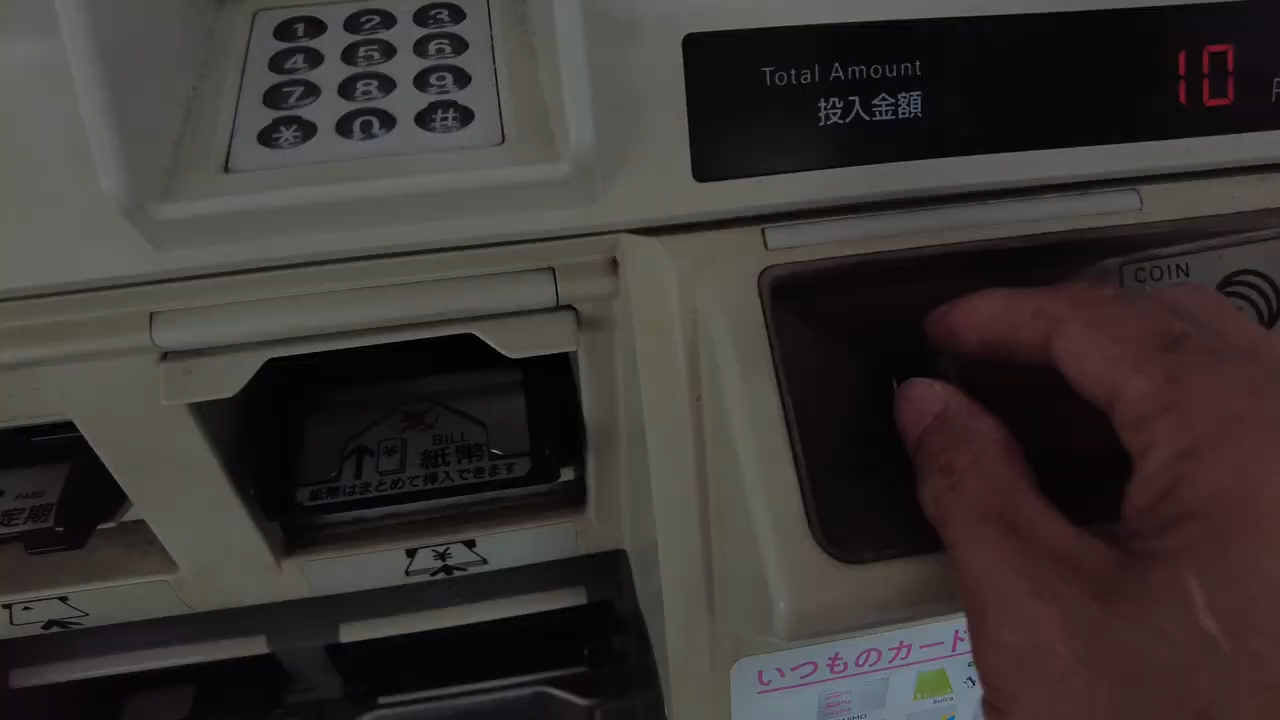 1 2 3
4 5 6
7 8 9
* 0 #
Total Amount
投入金額
10
COIN
BILL
紙幣
¥
紙幣はまとめて挿入できます
PASS
定期
¥
いつものカード
PASMO
Suica